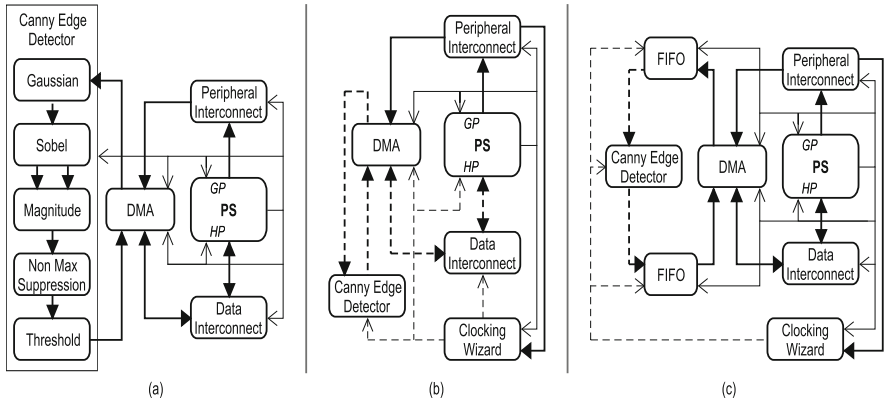 Canny Edge
Detector
Gaussian
Sobel
Magnitude
Non Max
Suppression
Threshold
DMA
Peripheral
Interconnect
GP
PS
HP
Data
Interconnect
(a)
Peripheral
Interconnect
GP
PS
HP
DMA
Data
Interconnect
Canny Edge
Detector
Clocking
Wizard
(b)
FIFO
Peripheral
Interconnect
Canny Edge
Detector
DMA
GP
PS
HP
FIFO
Data
Interconnect
Clocking
Wizard
(c)